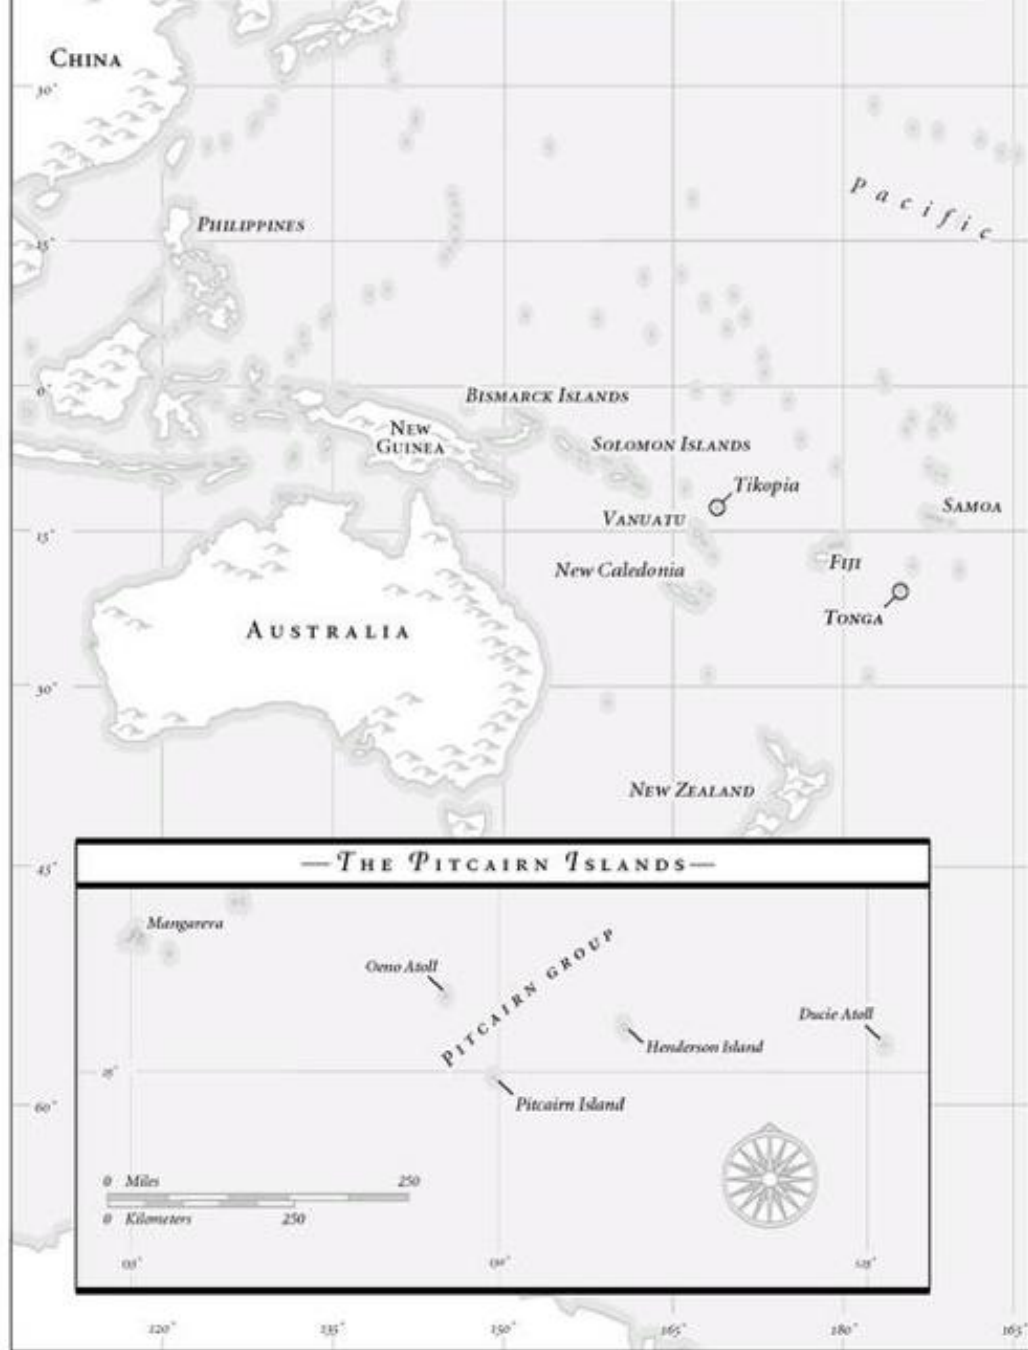 CHINA
30°
Pacific
PHILIPPINES
15°
0°
BISMARCK ISLANDS
NEW
GUINEA
SOLOMON ISLANDS
Tikopia
SAMOA
VANUATU
15°
FIJI
New Caledonia
TONGA
AUSTRALIA
30°
NEW ZEALAND
45°
—THE PITCAIRN ISLANDS—
Mangareva
Oeno Atoll
PITCAIRN GROUP
Ducie Atoll
Henderson Island
Pitcairn Island
60°
0 Miles 250
0 Kilometers 250
120° 135° 150° 165° 180° 165°